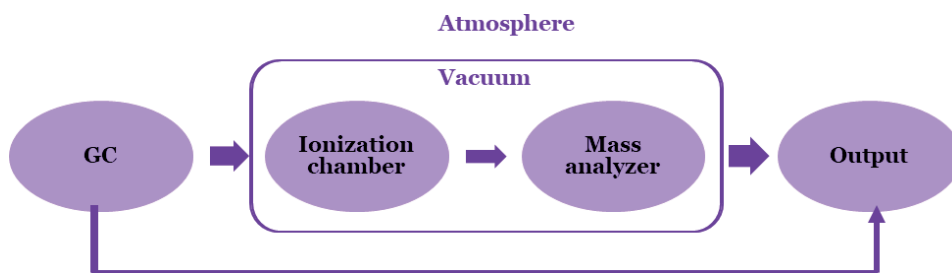 Atmosphere
Vacuum
GC
Ionization
chamber
Mass
analyzer
Output